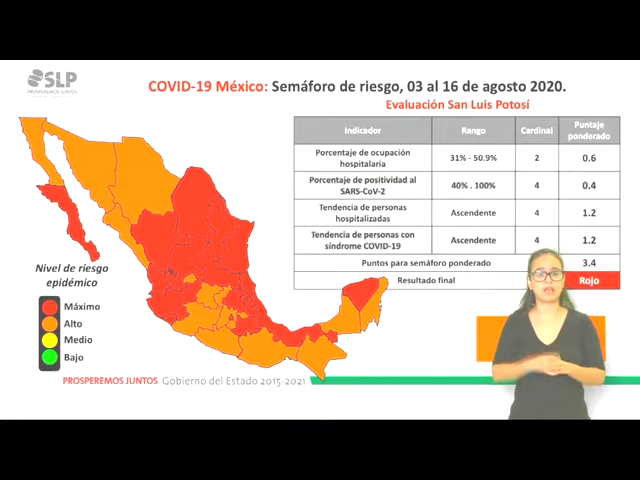 SLP
PROSPEREMOS JUNTOS
COVID-19 México: Semáforo de riesgo, 03 al 16 de agosto 2020.
Evaluación San Luis Potosí
Indicador Rango Cardinal Puntaje ponderado
Porcentaje de ocupación hospitalaria 31% - 50.9% 2 0.6
Porcentaje de positividad al SARS-CoV-2 40% . 100% 4 0.4
Tendencia de personas hospitalizadas Ascendente 4 1.2
Tendencia de personas con síndrome COVID-19 Ascendente 4 1.2
Puntos para semáforo ponderado 3.4
Resultado final Rojo
Nivel de riesgo
epidémico
Máximo
Alto
Medio
Bajo
PROSPEREMOS JUNTOS Gobierno del Estado 2015-2021